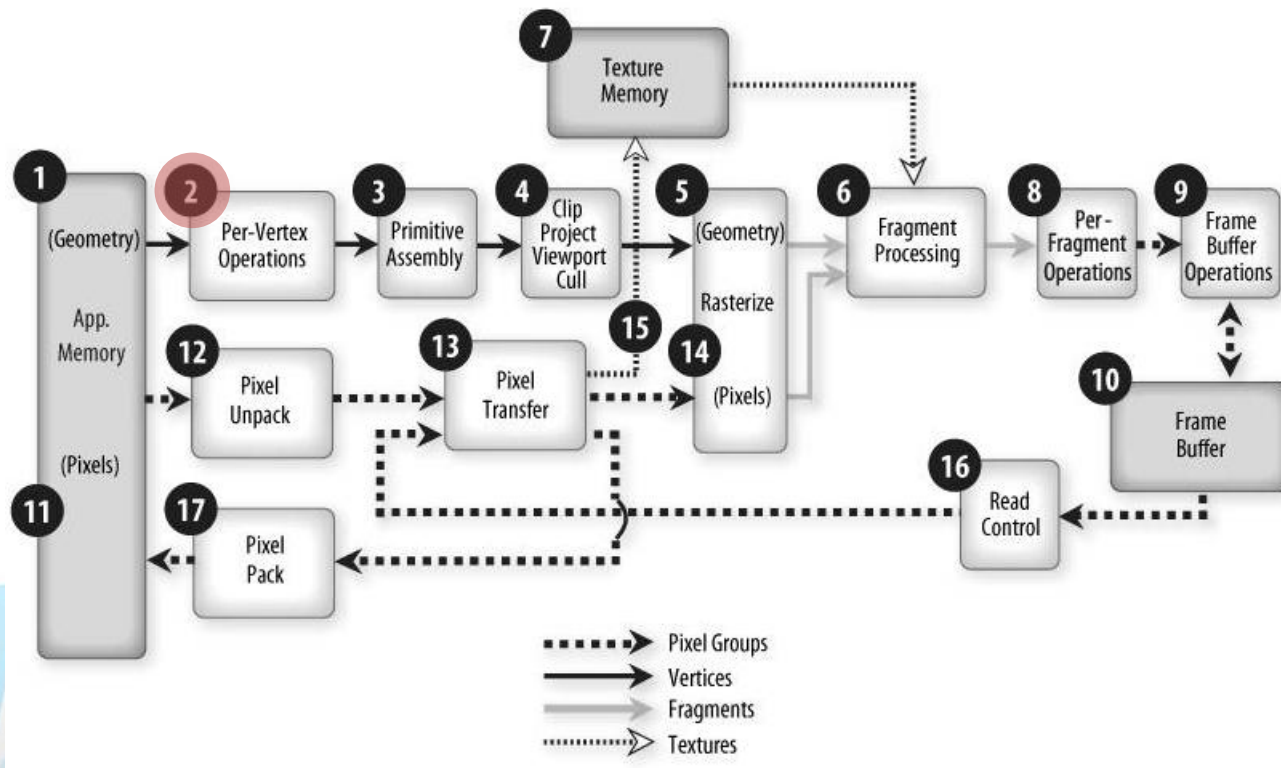 7
Texture
Memory
1
(Geometry)
App.
Memory
(Pixels)
11
2
Per-Vertex
Operations
3
Primitive
Assembly
4
Clip
Project
Viewport
Cull
5
(Geometry)
Rasterize
14
(Pixels)
6
Fragment
Processing
8
Per-
Fragment
Operations
9
Frame
Buffer
Operations
12
Pixel
Unpack
13
Pixel
Transfer
15
10
Frame
Buffer
16
Read
Control
17
Pixel
Pack
Pixel Groups
Vertices
Fragments
Textures